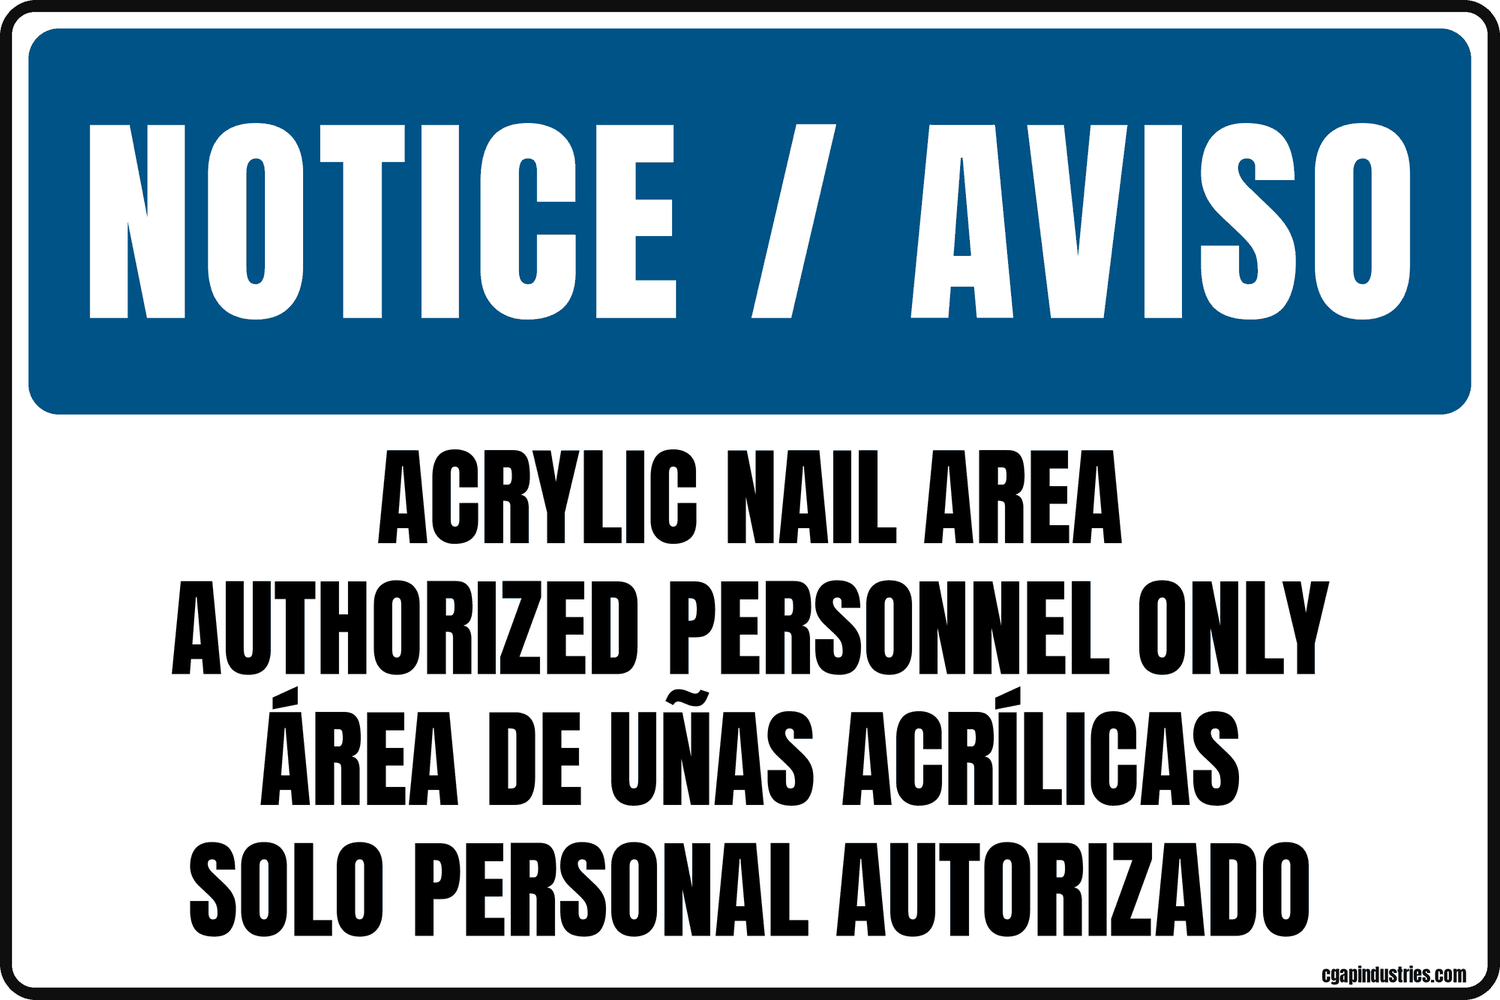 NOTICE / AVISO
ACRYLIC NAIL AREA
AUTHORIZED PERSONNEL ONLY
ÁREA DE UÑAS ACRÍLICAS
SOLO PERSONAL AUTORIZADO
cgapindustries.com